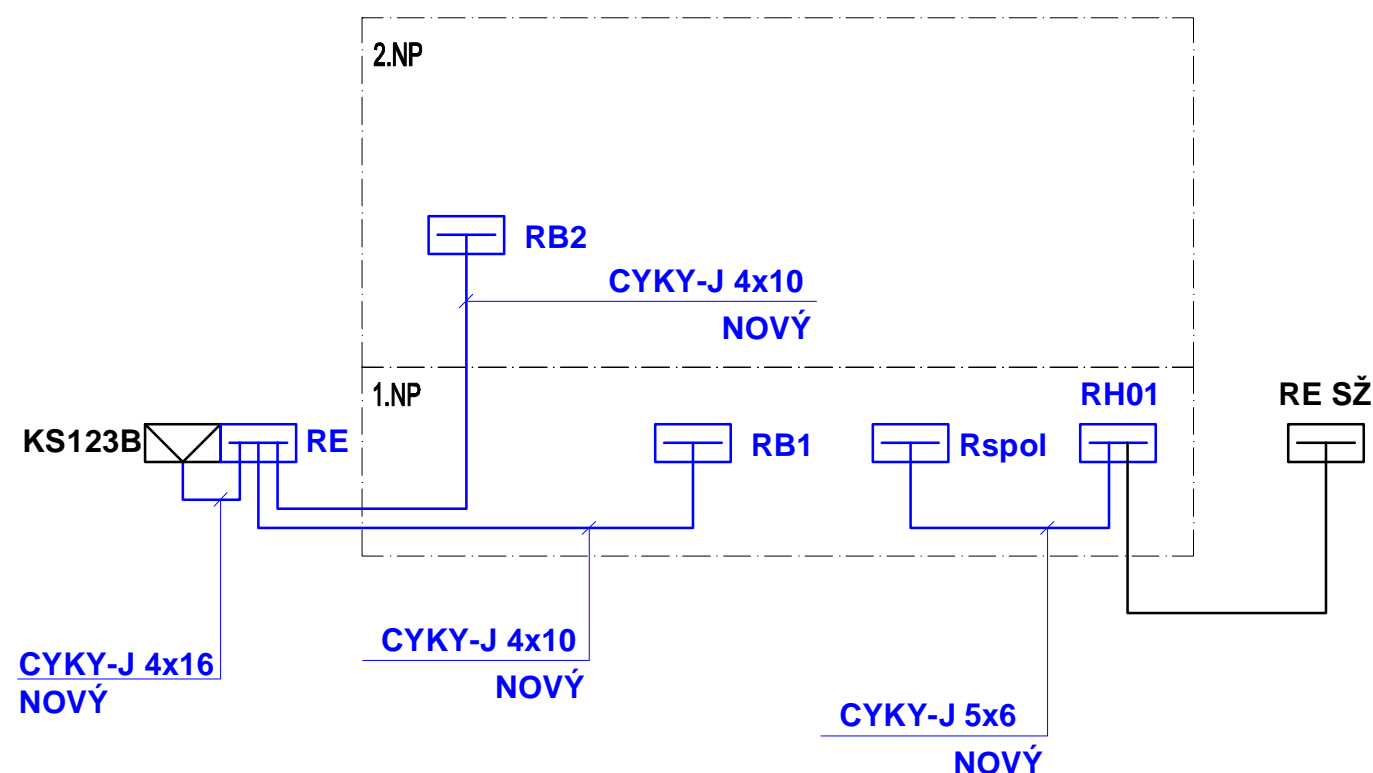 2.NP
RB2
CYKY-J 4x10
NOVÝ
1.NP
RH01
RE SŽ
KS123B
RE
RB1
Rspol
CYKY-J 4x10
NOVÝ
CYKY-J 4x16
NOVÝ
CYKY-J 5x6
NOVÝ